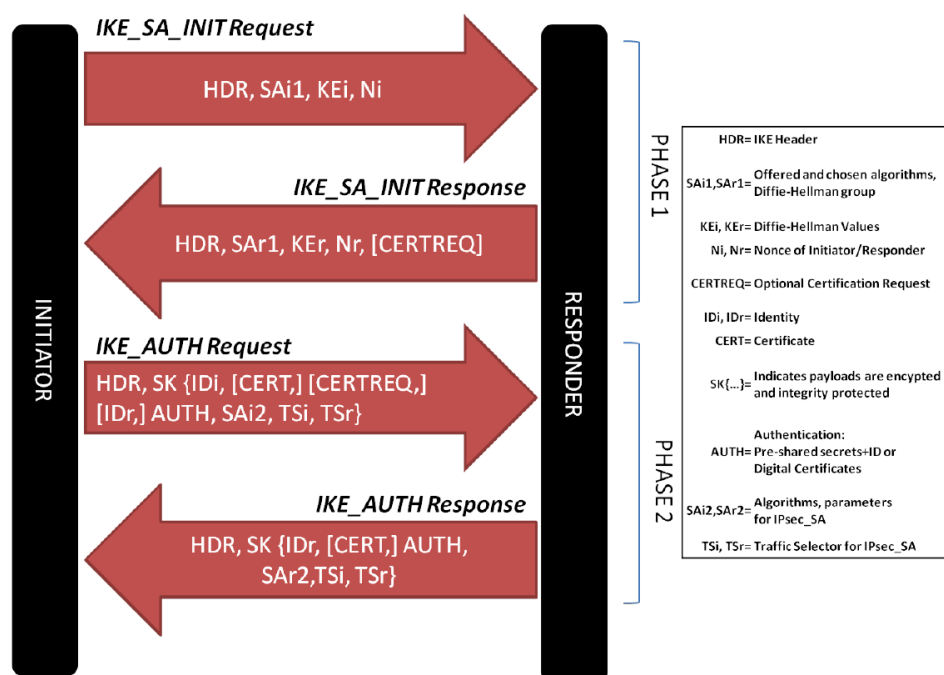 IKE_SA_INIT Request
HDR, SAi1, KEi, Ni
IKE_SA_INIT Response
HDR, SAr1, KEr, Nr, [CERTREQ]
IKE_AUTH Request
HDR, SK {IDi, [CERT,] [CERTREQ,]
[IDr,] AUTH, SAi2, TSi, TSr}
IKE_AUTH Response
HDR, SK {IDr, [CERT,] AUTH,
SAr2,TSi, TSr}
INITIATOR
RESPONDER
PHASE 1
PHASE 2
HDR= IKE Header
SAi1,SAr1= Offered and chosen algorithms,
Diffie-Hellman group
KEi, KEr= Diffie-Hellman Values
Ni, Nr= Nonce of Initiator/Responder
CERTREQ= Optional Certification Request
IDi, IDr= Identity
CERT= Certificate
SK{...}= Indicates payloads are encypted
and integrity protected
Authentication:
AUTH= Pre-shared secrets+ID or
Digital Certificates
SAi2,SAr2= Algorithms, parameters
for IPsec_SA
TSi, TSr= Traffic Selector for IPsec_SA